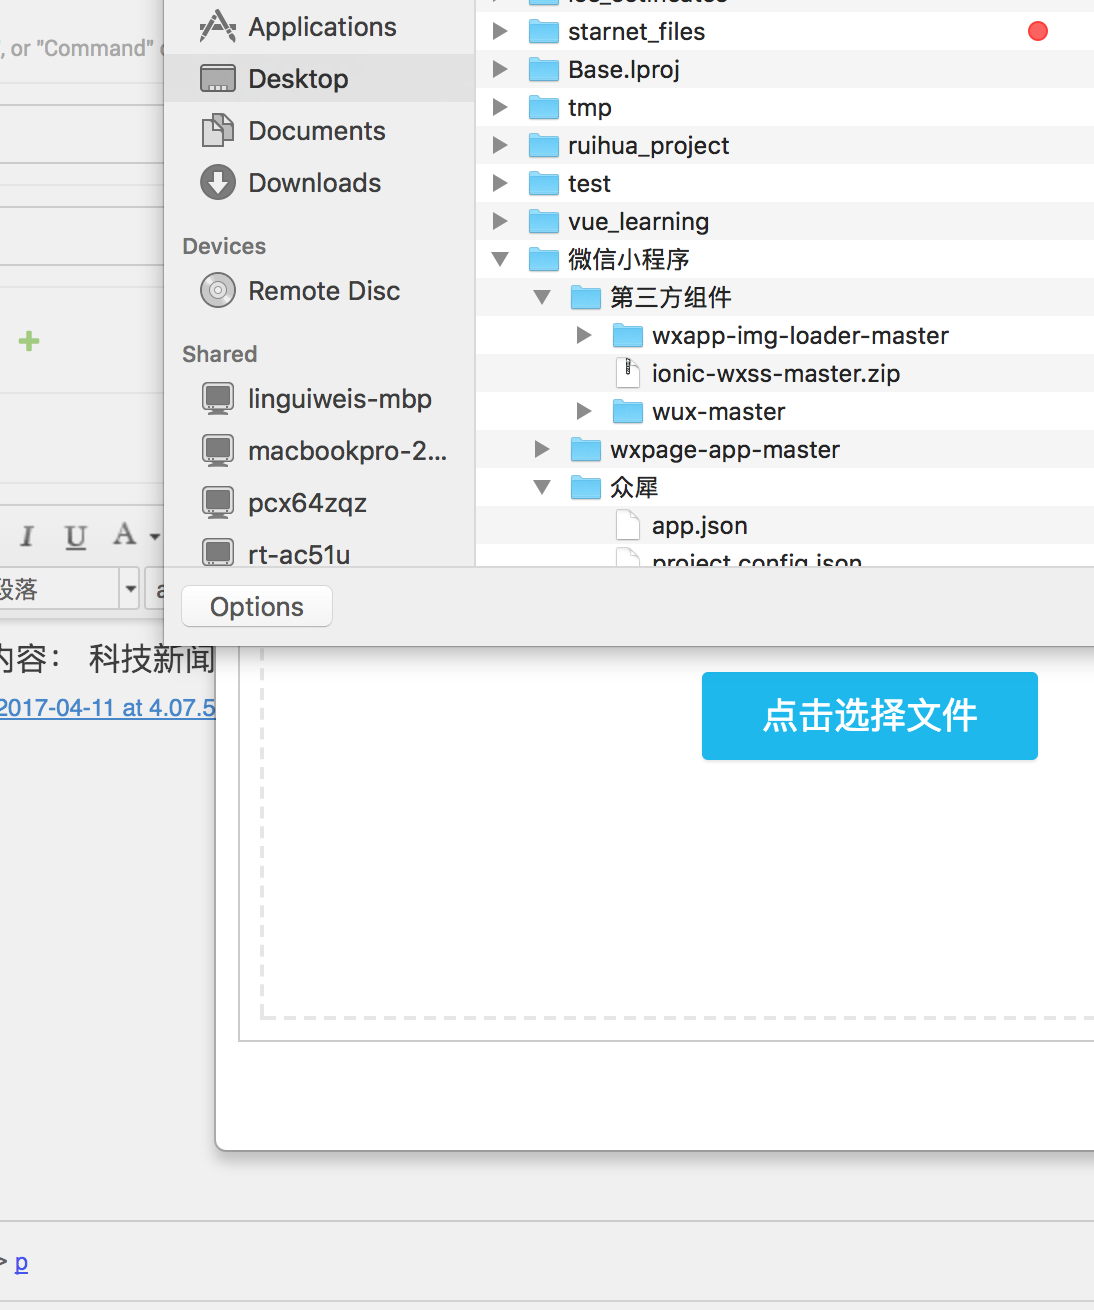 , or "Command"
Applications
Desktop
Documents
Downloads
Devices
Remote Disc
Shared
linguiweis-mbp
macbookpro-2...
pcx64zqz
rt-ac51u
Options
starnet_files
Base.lproj
tmp
ruihua_project
test
vue_learning
微信小程序
第三方组件
wxapp-img-loader-master
ionic-wxss-master.zip
wux-master
wxpage-app-master
众犀
app.json
project.config.json
I U A
段落
内容： 科技新闻
2017-04-11 at 4.07.5
点击选择文件
> p